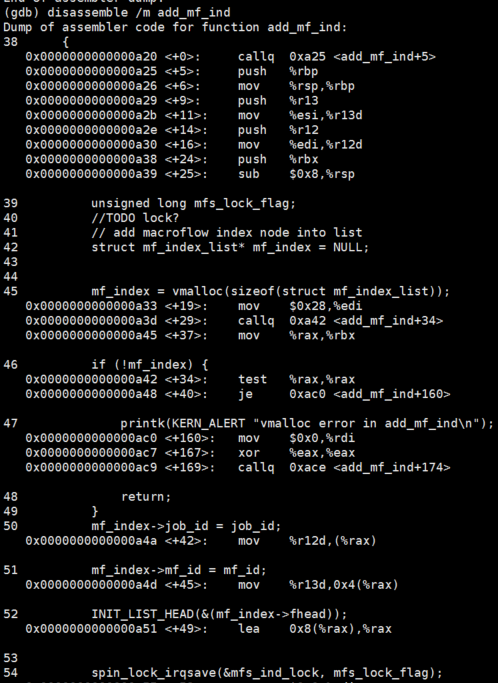 (gdb) disassemble /m add_mf_ind
Dump of assembler code for function add_mf_ind:
38      {
   0x0000000000000a20 <+0>:     callq  0xa25 <add_mf_ind+5>
   0x0000000000000a25 <+5>:     push   %rbp
   0x0000000000000a26 <+6>:     mov    %rsp,%rbp
   0x0000000000000a29 <+9>:     push   %r13
   0x0000000000000a2b <+11>:    mov    %esi,%r13d
   0x0000000000000a2e <+14>:    push   %r12
   0x0000000000000a30 <+16>:    mov    %edi,%r12d
   0x0000000000000a38 <+24>:    push   %rbx
   0x0000000000000a39 <+25>:    sub    $0x8,%rsp

39          unsigned long mfs_lock_flag;
40          //TODO lock?
41          // add macroflow index node into list
42          struct mf_index_list* mf_index = NULL;
43
44
45          mf_index = vmalloc(sizeof(struct mf_index_list));
   0x0000000000000a33 <+19>:    mov    $0x28,%edi
   0x0000000000000a3d <+29>:    callq  0xa42 <add_mf_ind+34>
   0x0000000000000a45 <+37>:    mov    %rax,%rbx

46          if (!mf_index) {
   0x0000000000000a42 <+34>:    test   %rax,%rax
   0x0000000000000a48 <+40>:    je     0xac0 <add_mf_ind+160>

47              printk(KERN_ALERT "vmalloc error in add_mf_ind\n");
   0x0000000000000ac0 <+160>:   mov    $0x0,%rdi
   0x0000000000000ac7 <+167>:   xor    %eax,%eax
   0x0000000000000ac9 <+169>:   callq  0xace <add_mf_ind+174>

48              return;
49          }
50          mf_index->job_id = job_id;
   0x0000000000000a4a <+42>:    mov    %r12d,(%rax)

51          mf_index->mf_id = mf_id;
   0x0000000000000a4d <+45>:    mov    %r13d,0x4(%rax)

52          INIT_LIST_HEAD(&(mf_index->fhead));
   0x0000000000000a51 <+49>:    lea    0x8(%rax),%rax

53
54          spin_lock_irqsave(&mfs_ind_lock, mfs_lock_flag);